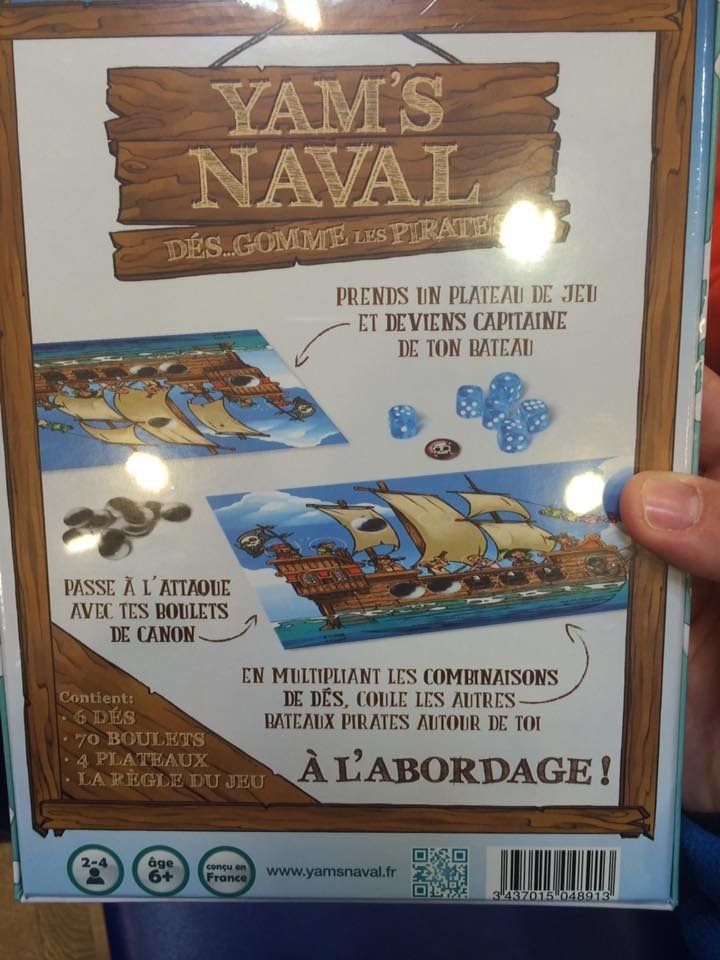 YAM'S
NAVAL
DÉS...GOMME LES PIRATES
PRENDS UN PLATEAU DE JEU
ET DEVIENS CAPITAINE
DE TON BATEAU
PASSE À L'ATTAQUE
AVEC TES BOULETS
DE CANON
EN MULTIPLIANT LES COMBINAISONS
DE DÉS, COULE LES AUTRES
BATEAUX PIRATES AUTOUR DE TOI
Contient:
• 6 DÉS
• 70 BOULETS
• 4 PLATEAUX
• LA RÈGLE DU JEU
À L'ABORDAGE !
2-4
âge
6+
conçu en
France
www.yamsnaval.fr
3 437015 048913